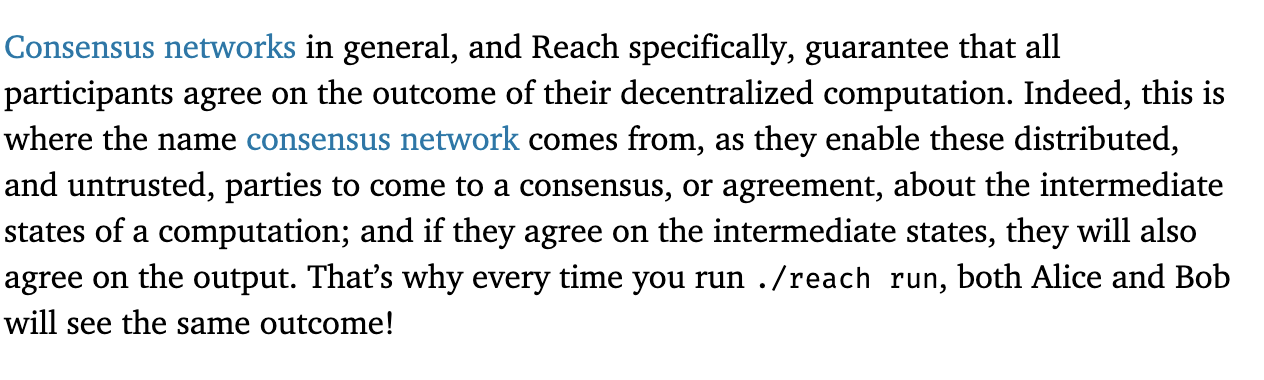 Consensus networks in general, and Reach specifically, guarantee that all
participants agree on the outcome of their decentralized computation. Indeed, this is
where the name consensus network comes from, as they enable these distributed,
and untrusted, parties to come to a consensus, or agreement, about the intermediate
states of a computation; and if they agree on the intermediate states, they will also
agree on the output. That’s why every time you run ./reach run, both Alice and Bob
will see the same outcome!